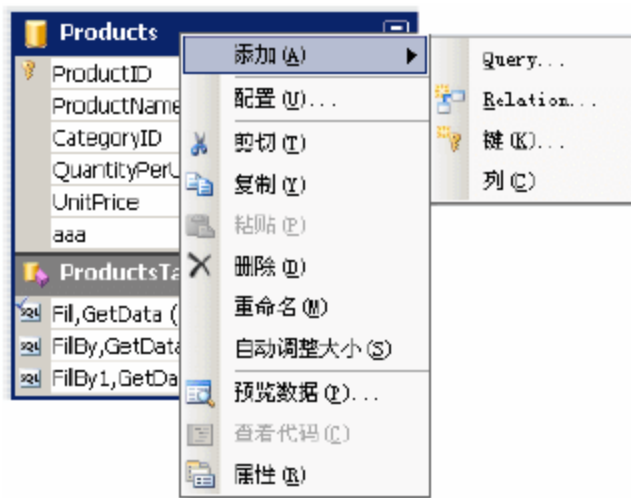 Products
ProductID
ProductName
CategoryID
QuantityPerU
UnitPrice
aaa
ProductsTa
Fil,GetData (
FilBy,GetData
FilBy1,GetDa
添加(A)
配置(U)...
剪切(T)
复制(Y)
粘贴(P)
删除(D)
重命名(M)
自动调整大小(S)
预览数据(P)...
查看代码(C)
属性(R)
Query...
Relation...
键(K)...
列(C)